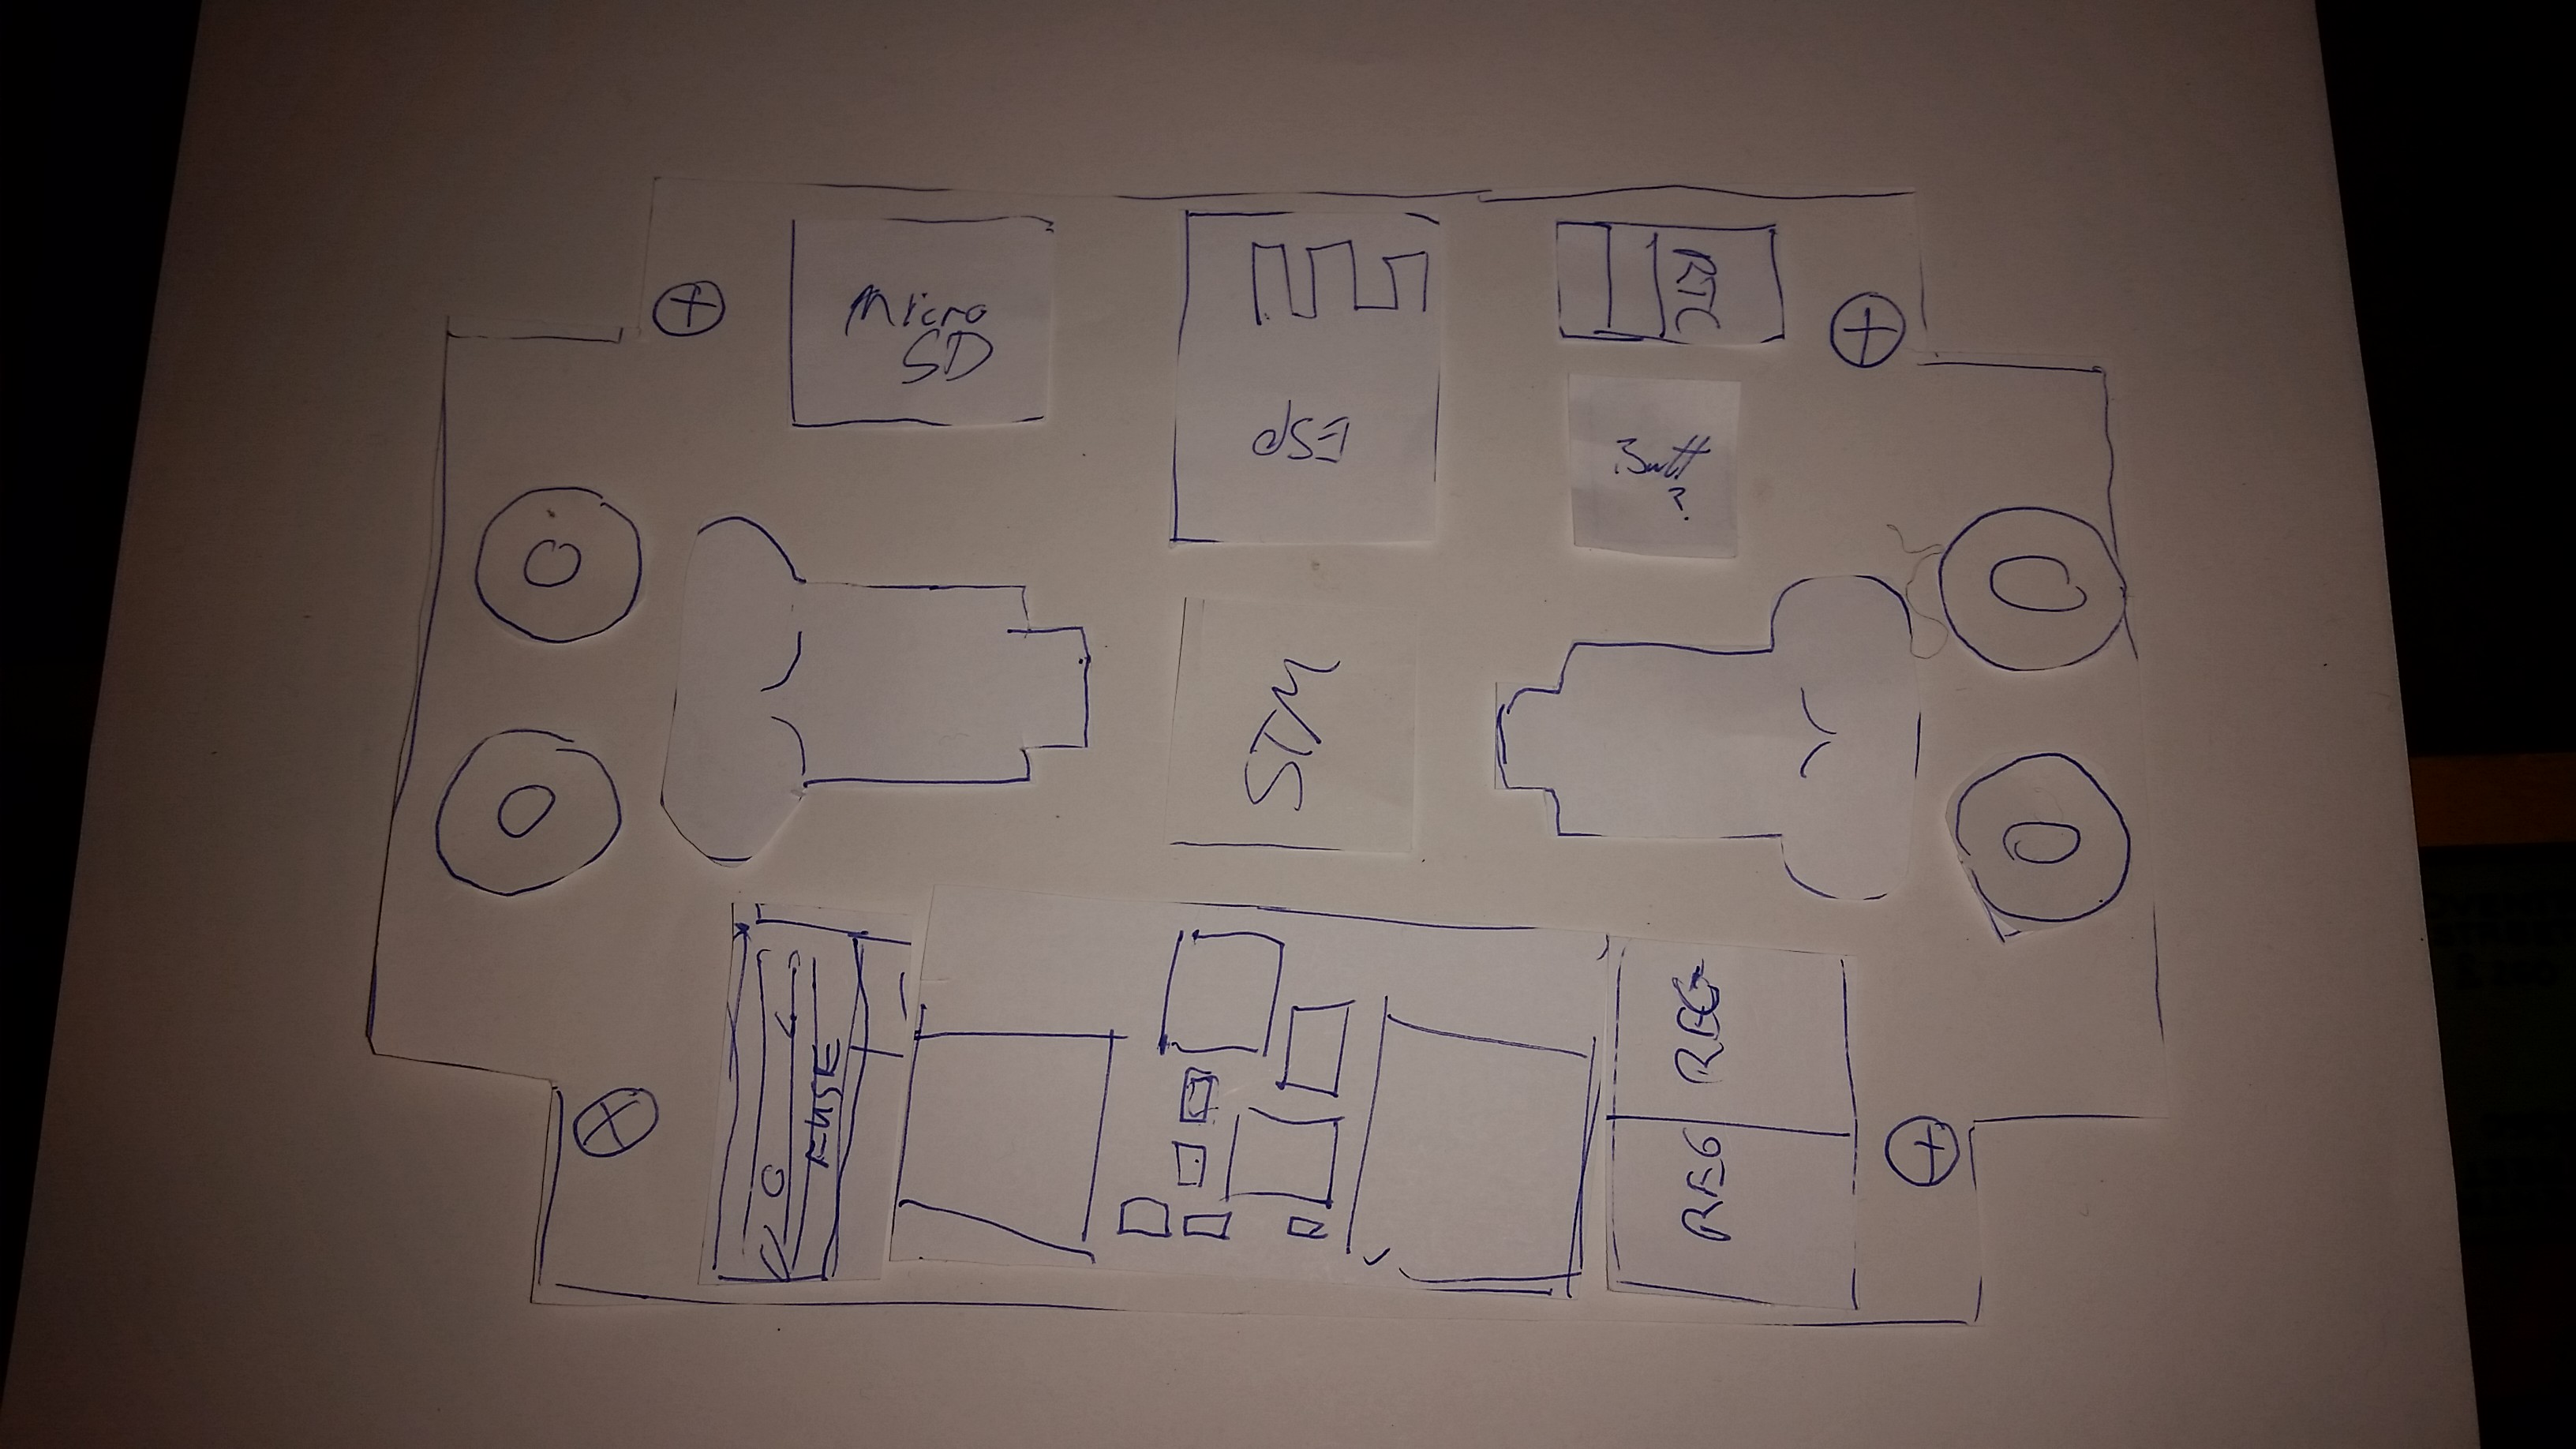 Micro
SD
RTC
ESP
Butt
?
STM
FUSE
REG
REG